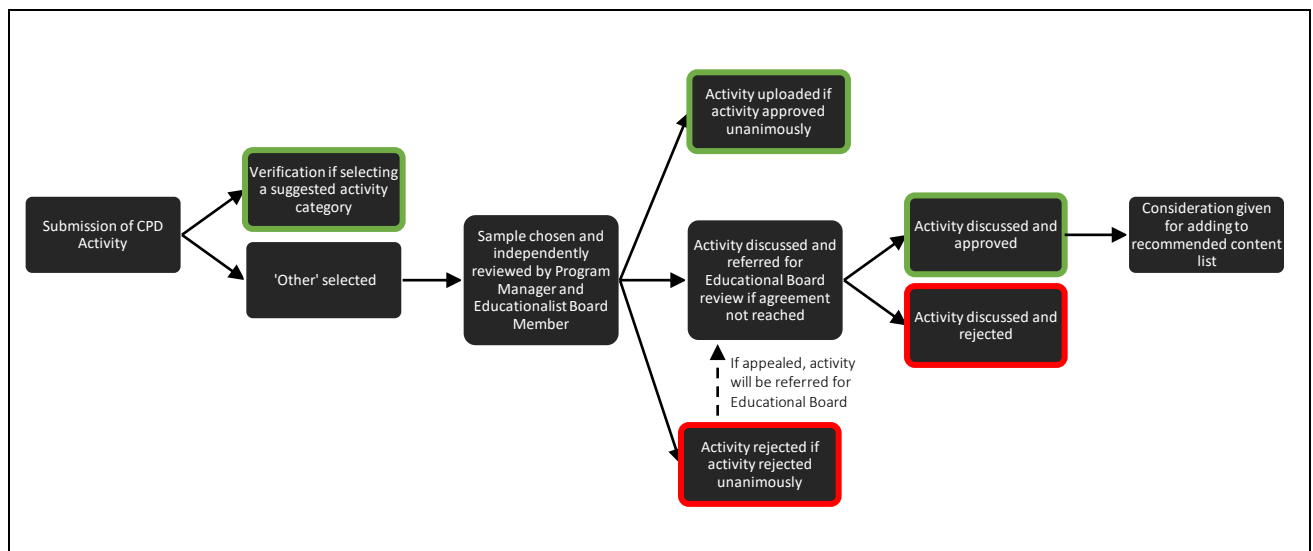 Submission of CPD
Activity
Verification if selecting
a suggested activity
category
'Other' selected
Sample chosen and
independently
reviewed by Program
Manager and
Educationalist Board
Member
Activity uploaded if
activity approved
unanimously
Activity discussed and
referred for
Educational Board
review if agreement
not reached
If appealed, activity
will be referred for
Educational Board
Activity rejected if
activity rejected
unanimously
Activity discussed and
approved
Activity discussed and
rejected
Consideration given
for adding to
recommended content
list